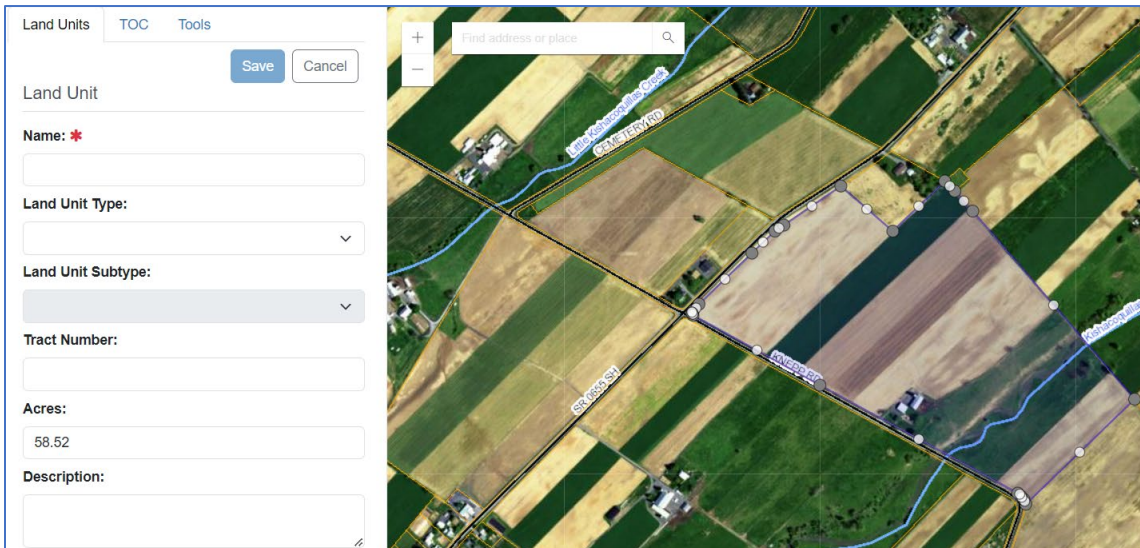 Land Units
TOC
Tools
Save
Cancel
Land Unit
Name: ✱
Land Unit Type:
Land Unit Subtype:
Tract Number:
Acres:
58.52
Description:
+
Find address or place
−
Little Kishacoquillas Creek
CEMETERY RD
KNEPP RD
SR 0655 SH
Kishacoquillas